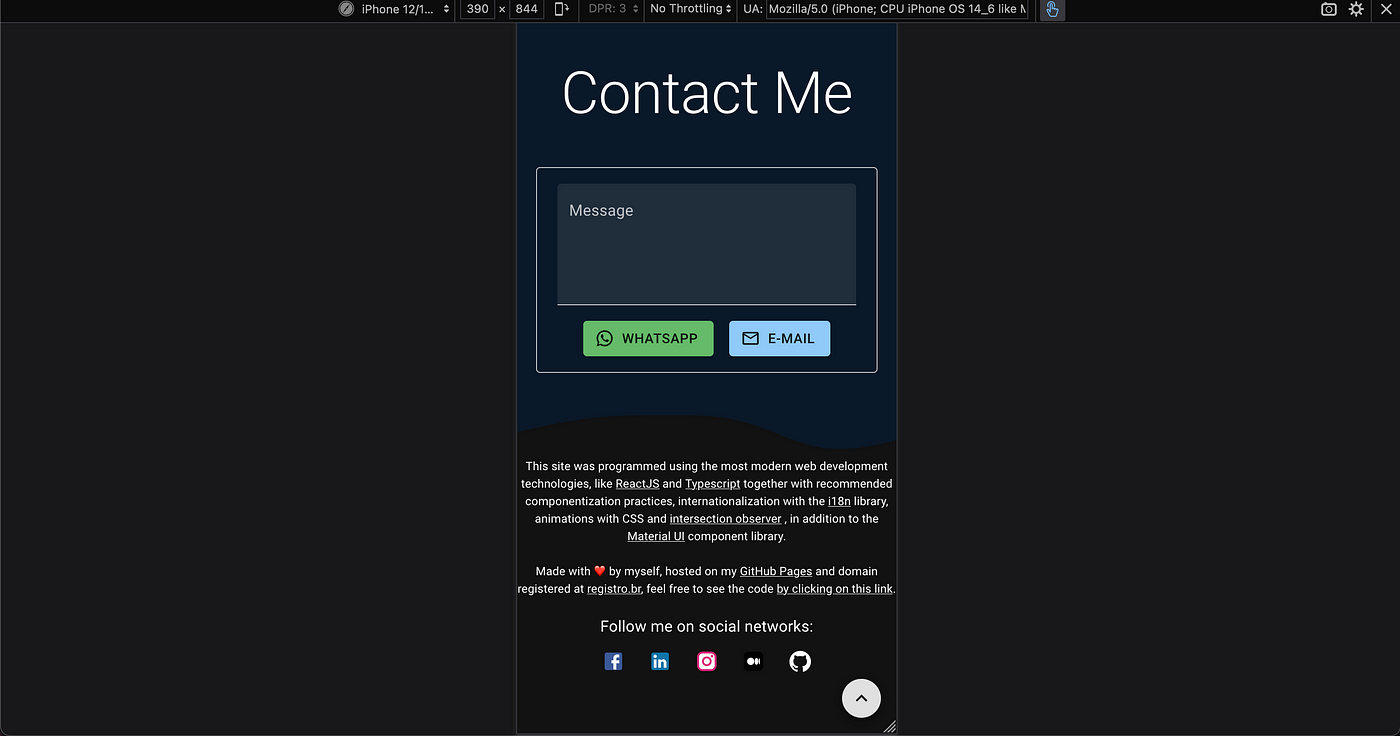 iPhone 12/1... 390 × 844 DPR: 3 No Throttling UA: Mozilla/5.0 (iPhone; CPU iPhone OS 14_6 like
Contact Me
Message
WHATSAPP E-MAIL
This site was programmed using the most modern web development
technologies, like ReactJS and Typescript together with recommended
componentization practices, internationalization with the i18n library,
animations with CSS and intersection observer , in addition to the
Material UI component library.
Made with ❤️ by myself, hosted on my GitHub Pages and domain
registered at registro.br, feel free to see the code by clicking on this link.
Follow me on social networks: